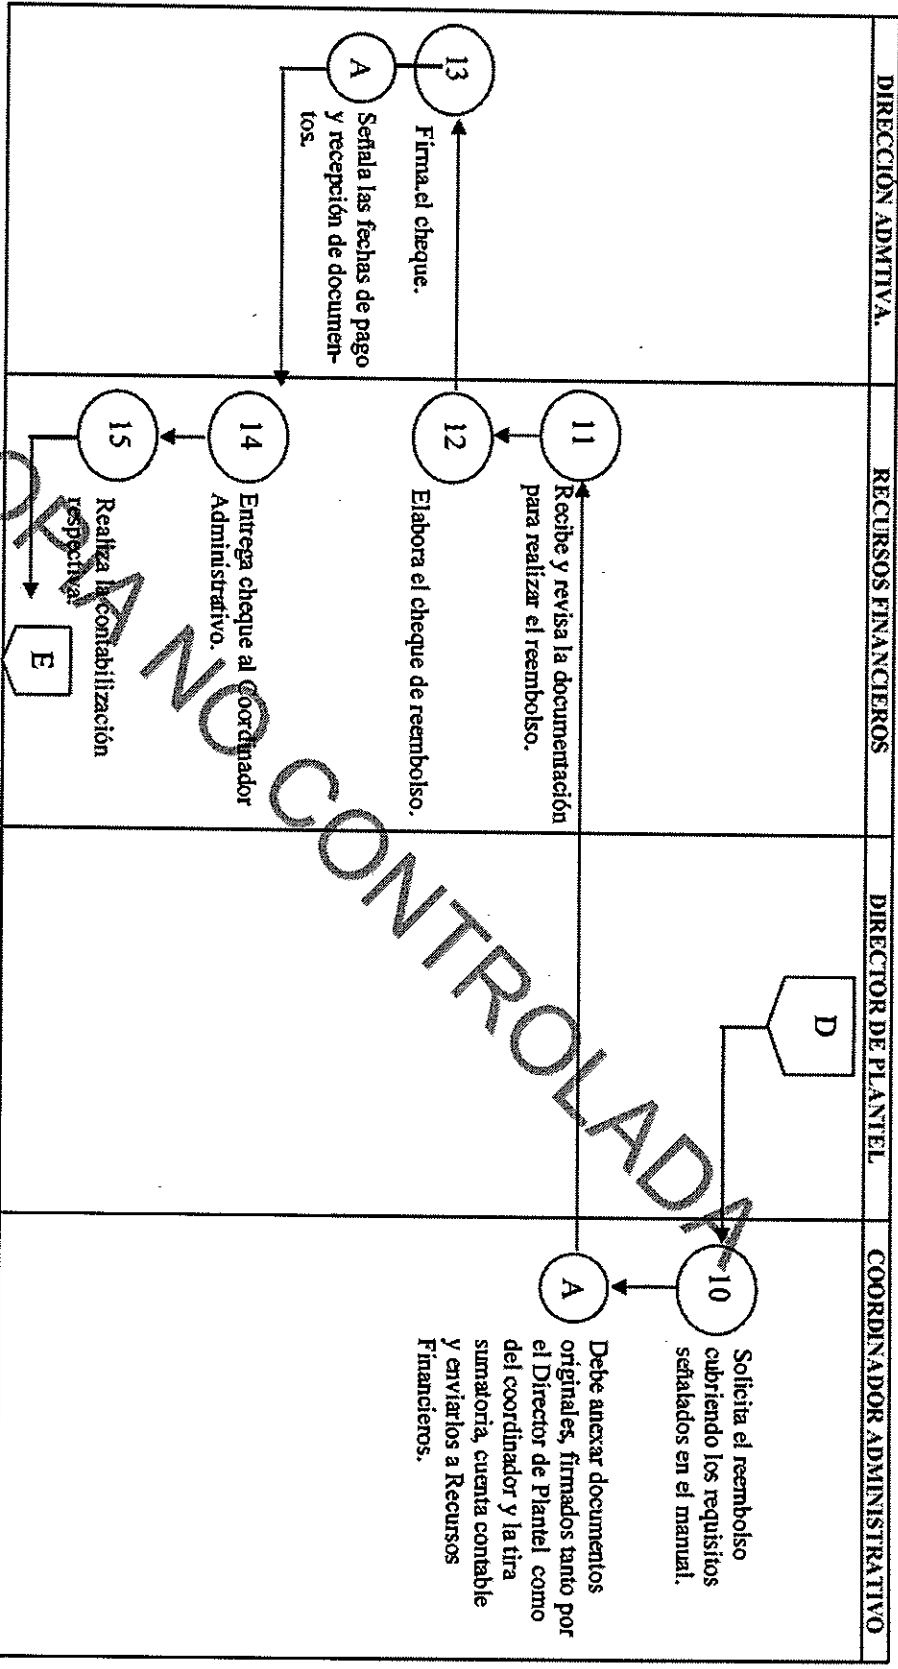 DIRECCIÓN ADMTIVA.
RECURSOS FINANCIEROS
DIRECTOR DE PLANTEL
COORDINADOR ADMINISTRATIVO
D
10
Solicita el reembolso
cubriendo los requisitos
señalados en el manual.
A
Debe anexar documentos
originales, firmados tanto por
el Director de Plantel como
del coordinador y la tira
sumatoria, cuenta contable
y enviarlos a Recursos
Financieros.
11
Recibe y revisa la documentación
para realizar el reembolso.
12
Elabora el cheque de reembolso.
13
Firma.el cheque.
A
Señala las fechas de pago
y recepción de documen-
tos.
14
Entrega cheque al Coordinador
Administrativo.
15
Realiza la contabilización
respectiva.
E
OPIA NO CONTROLADA